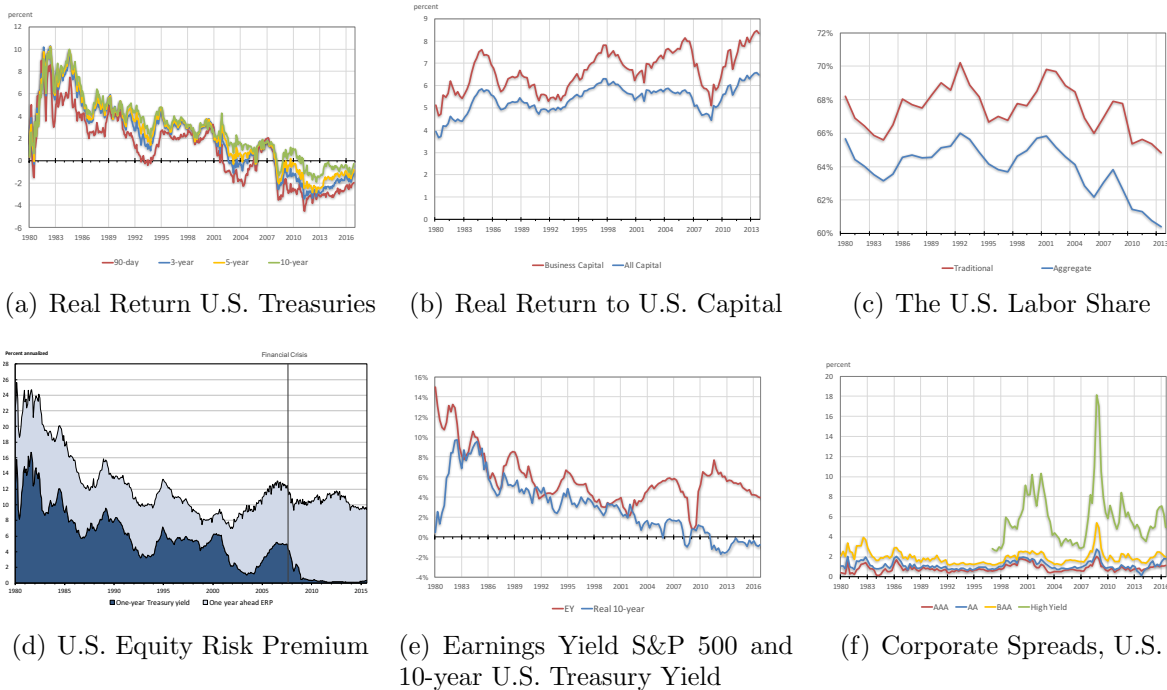 percent
12
10
8
6
4
2
0
-2
-4
-6
1980 1983 1986 1989 1992 1995 1998 2001 2004 2007 2010 2013 2016
90-day 3-year 5-year 10-year
(a) Real Return U.S. Treasuries
percent
9
8
7
6
5
4
3
2
1
0
1980 1983 1986 1989 1992 1995 1998 2001 2004 2007 2010 2013
Business Capital All Capital
(b) Real Return to U.S. Capital
72%
70%
68%
66%
64%
62%
60%
1980 1983 1986 1989 1992 1995 1998 2001 2004 2007 2010 2013
Traditional Aggregate
(c) The U.S. Labor Share
Percent annualized
Financial Crisis
28
26
24
22
20
18
16
14
12
10
8
6
4
2
0
1980 1985 1990 1995 2000 2005 2010 2015
One-year Treasury yield One year ahead ERP
(d) U.S. Equity Risk Premium
16%
14%
12%
10%
8%
6%
4%
2%
0%
-2%
-4%
1980 1983 1986 1989 1992 1995 1998 2001 2004 2007 2010 2013 2016
EY Real 10-year
(e) Earnings Yield S&P 500 and
10-year U.S. Treasury Yield
percent
20
18
16
14
12
10
8
6
4
2
0
1980 1983 1986 1989 1992 1995 1998 2001 2004 2007 2010 2013 2016
AAA AA BAA High Yield
(f) Corporate Spreads, U.S.